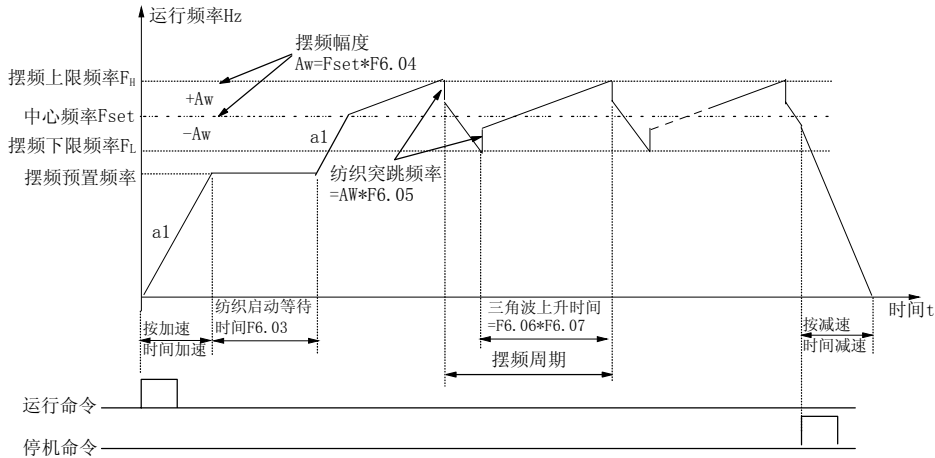 运行频率Hz
摆频幅度
Aw=Fset*F6.04
摆频上限频率FH
+Aw
中心频率Fset
-Aw
a1
摆频下限频率FL
纺织突跳频率
=AW*F6.05
摆频预置频率
a1
纺织启动等待
时间F6.03
三角波上升时间
=F6.06*F6.07
时间t
按加速
时间加速
按减速
时间减速
摆频周期
运行命令
停机命令